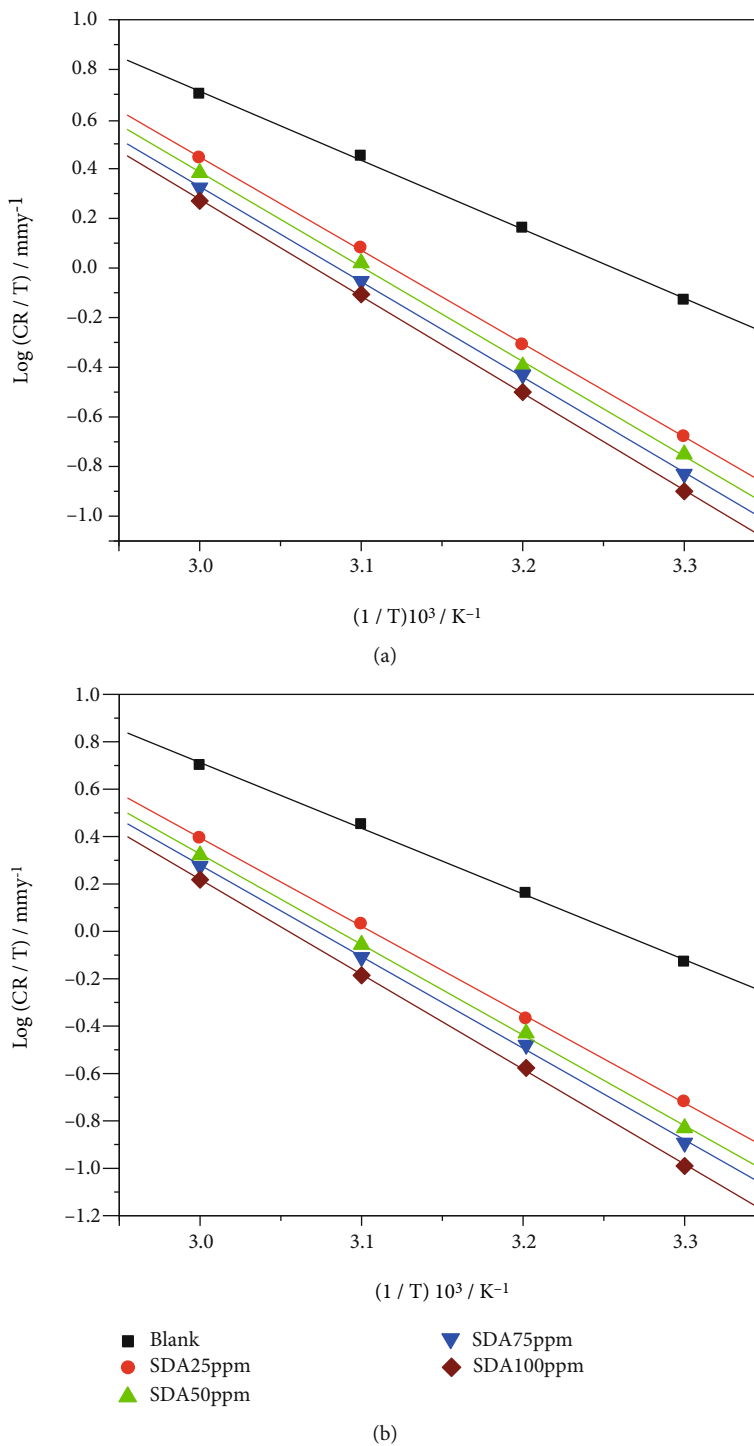 1.0
0.8
0.6
0.4
0.2
0.0
–0.2
–0.4
–0.6
–0.8
–1.0
Log (CR / T) / mmy⁻¹
3.0 3.1 3.2 3.3
(1 / T)10³ / K⁻¹
(a)
1.0
0.8
0.6
0.4
0.2
0.0
–0.2
–0.4
–0.6
–0.8
–1.0
–1.2
Log (CR / T) / mmy⁻¹
3.0 3.1 3.2 3.3
(1 / T) 10³ / K⁻¹
Blank
SDA25ppm
SDA50ppm
SDA75ppm
SDA100ppm
(b)